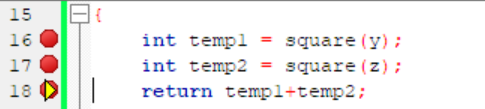 15 {
16 int temp1 = square(y);
17 int temp2 = square(z);
18 return temp1+temp2;